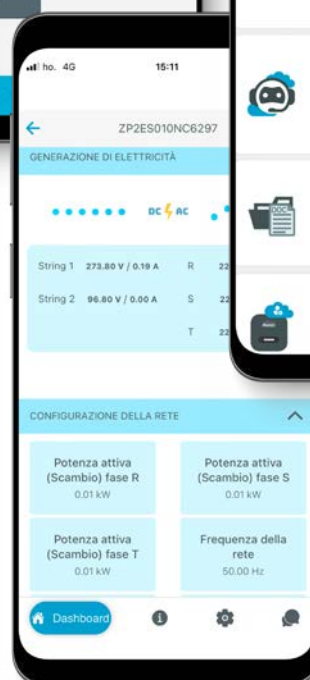 ho. 4G 15:11
ZP2ES010NC6297
GENERAZIONE DI ELETTRICITÀ
DC AC
String 1 273.80 V / 0.19 A R 22
String 2 96.80 V / 0.00 A S 22
T 22
CONFIGURAZIONE DELLA RETE
Potenza attiva
(Scambio) fase R
0.01 kW
Potenza attiva
(Scambio) fase S
0.01 kW
Potenza attiva
(Scambio) fase T
0.01 kW
Frequenza della
rete
50.00 Hz
Dashboard
DOC